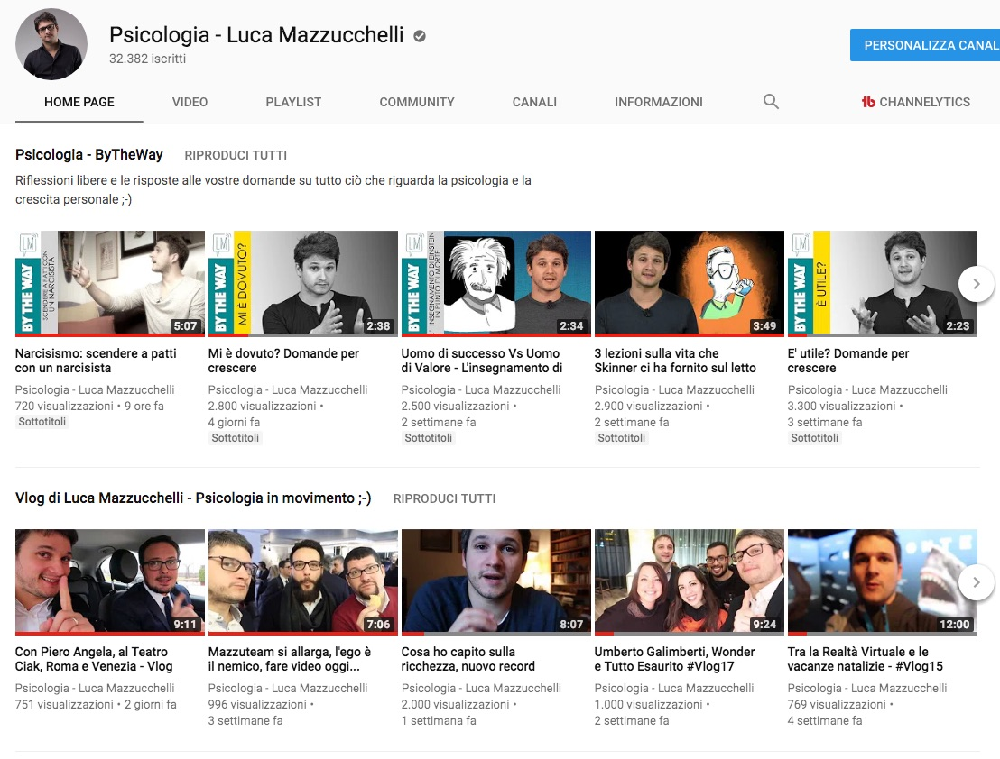 Psicologia - Luca Mazzucchelli
32.382 iscritti
PERSONALIZZA CANAL
HOME PAGE
VIDEO
PLAYLIST
COMMUNITY
CANALI
INFORMAZIONI
CHANNELYTICS
Psicologia - ByTheWay
RIPRODUCI TUTTI
Riflessioni libere e le risposte alle vostre domande su tutto ciò che riguarda la psicologia e la
crescita personale ;-)
LM
BY THE WAY
SCENDERE A PATTI CON
UN NARCISISTA
5:07
LM
BY THE WAY
MI È DOVUTO?
2:38
LM
BY THE WAY
INSEGNAMENTO DI EINSTEIN
IN PUNTO DI MORTE
2:34
3:49
LM
BY THE WAY
È UTILE?
2:23
Narcisismo: scendere a patti
con un narcisista
Psicologia - Luca Mazzucchelli
720 visualizzazioni • 9 ore fa
Sottotitoli
Mi è dovuto? Domande per
crescere
Psicologia - Luca Mazzucchelli
2.800 visualizzazioni •
4 giorni fa
Sottotitoli
Uomo di successo Vs Uomo
di Valore - L'insegnamento di
Psicologia - Luca Mazzucchelli
2.500 visualizzazioni •
2 settimane fa
Sottotitoli
3 lezioni sulla vita che
Skinner ci ha fornito sul letto
Psicologia - Luca Mazzucchelli
2.900 visualizzazioni •
2 settimane fa
Sottotitoli
E' utile? Domande per
crescere
Psicologia - Luca Mazzucchelli
3.300 visualizzazioni •
3 settimane fa
Sottotitoli
Vlog di Luca Mazzucchelli - Psicologia in movimento ;-)
RIPRODUCI TUTTI
9:11
7:06
8:07
9:24
12:00
Con Piero Angela, al Teatro
Ciak, Roma e Venezia - Vlog
Psicologia - Luca Mazzucchelli
751 visualizzazioni • 2 giorni fa
Mazzuteam si allarga, l'ego è
il nemico, fare video oggi...
Psicologia - Luca Mazzucchelli
996 visualizzazioni •
3 settimane fa
Cosa ho capito sulla
ricchezza, nuovo record
Psicologia - Luca Mazzucchelli
2.000 visualizzazioni •
1 settimana fa
Umberto Galimberti, Wonder
e Tutto Esaurito #Vlog17
Psicologia - Luca Mazzucchelli
1.000 visualizzazioni •
2 settimane fa
Tra la Realtà Virtuale e le
vacanze natalizie - #Vlog15
Psicologia - Luca Mazzucchelli
769 visualizzazioni •
4 settimane fa